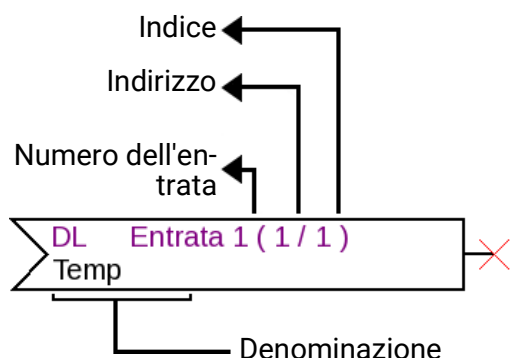 Indice
Indirizzo
Numero dell'en-
trata
DL Entrata 1 ( 1 / 1 )
Temp
Denominazione